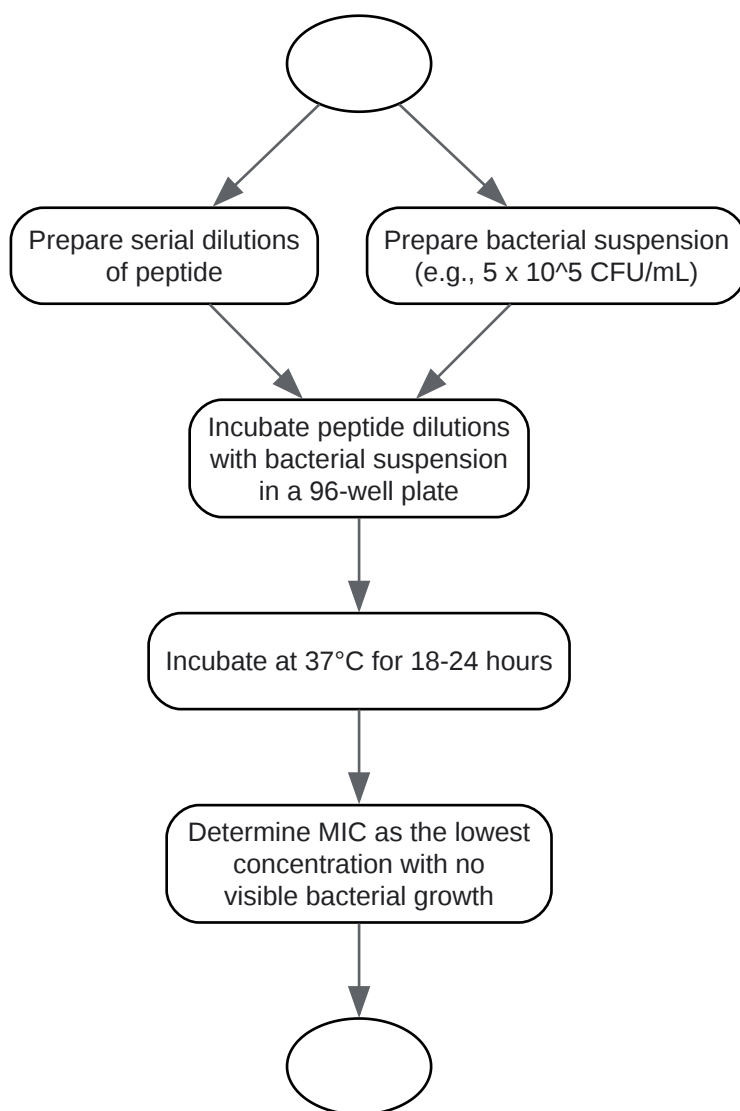 Prepare serial dilutions
of peptide
Prepare bacterial suspension
(e.g., 5 x 10^5 CFU/mL)
Incubate peptide dilutions
with bacterial suspension
in a 96-well plate
Incubate at 37°C for 18-24 hours
Determine MIC as the lowest
concentration with no
visible bacterial growth